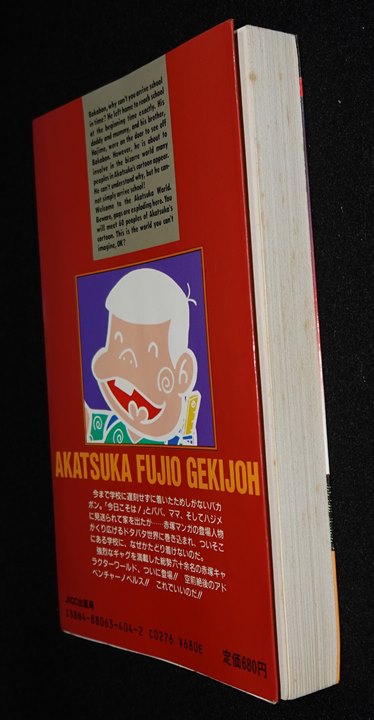 Bakabon, why can't you arrive school
in time? He left home to reach school
at the beginning time exactly. His
daddy and mummy, and his brother,
Hajime, were on the door to see off
Bakabon. However, he is about to
involve in the bizarre world many
peoples in Akatsuka's cartoon appear.
He can't understand why, but he can-
not simply arrive school!
Welcome to the Akatsuka World.
Beware, gags are exploding here. You
will meet 60 peoples of Akatsuka's
cartoon. This is the world you can't
imagine, OK?
AKATSUKA FUJIO GEKIJOH
今まで学校に遅刻せずに着いたためしがないバカ
ボン。「今日こそは!」とパパ、ママ、そしてハジメ
に発送られて家を出たが……赤塚マンガの登場人物
がくり広げるドタバタ世界に巻き込まれ、ついそこ
にある学校に、なぜかたどり着けないのだ。
強烈なギャグを満載した総勢六十余名の赤塚キャ
ラクターワールド、ついに登場!! 空前絶後のアド
ベンチャーノベルス!! これでいいのだ!!
JICC出版局
ISBN4-88063-404-2 C0276 ¥680E
定価680円